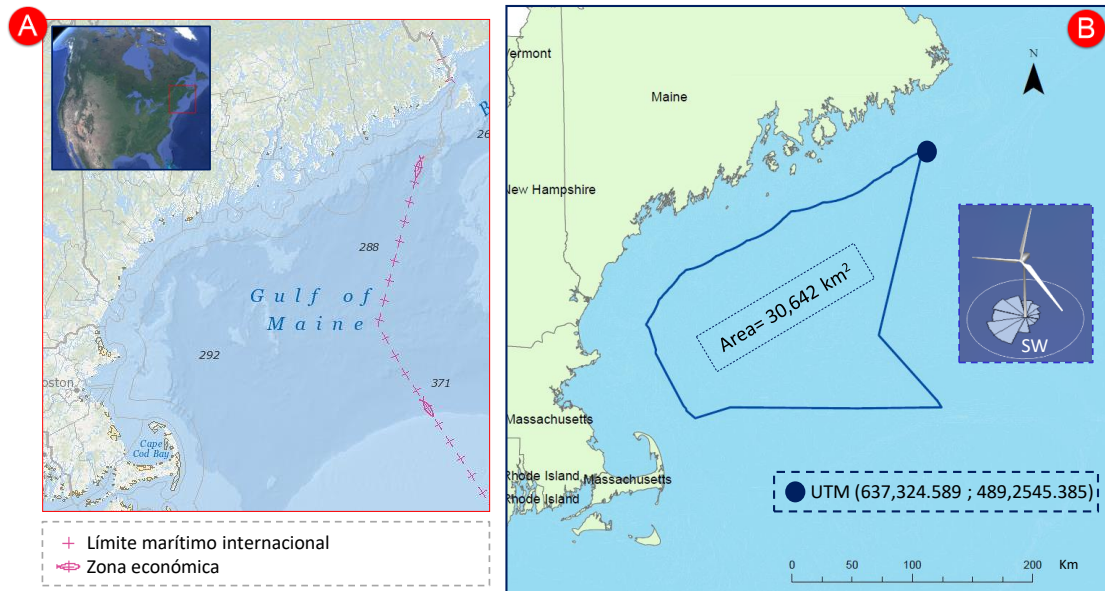 A
B
26
288
Gulf of
Maine
292
371
oston
Cape
Cod Bay
Límite marítimo internacional
Zona económica
B
Vermont
Maine
N
New Hampshire
Area= 30,642 km²
SW
Massachusetts
Rhode Island
Massachusetts
Rhode Island
UTM (637,324.589 ; 489,2545.385)
0 50 100 200 Km